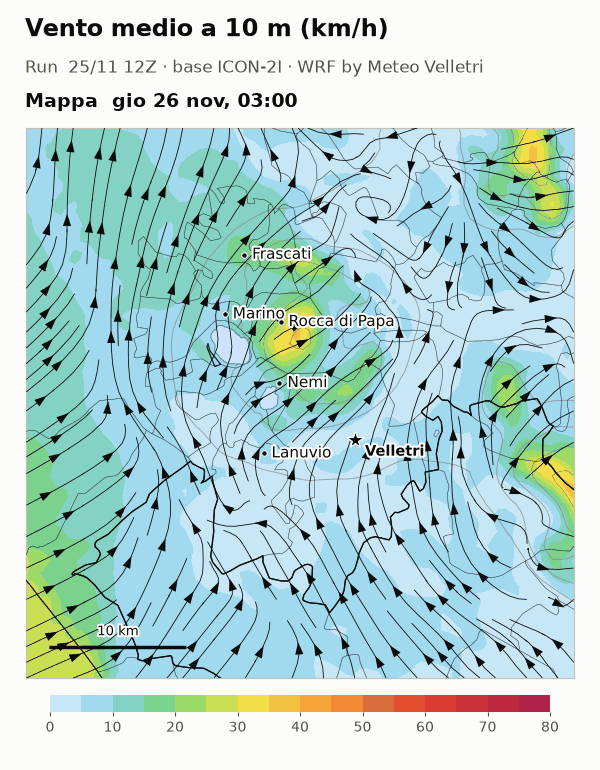 Vento medio a 10 m (km/h)
Run  25/11 12Z · base ICON-2I · WRF by Meteo Velletri
Mappa  gio 26 nov, 03:00
Frascati
Marino
Rocca di Papa
Nemi
Velletri
Lanuvio
10 km
0 10 20 30 40 50 60 70 80